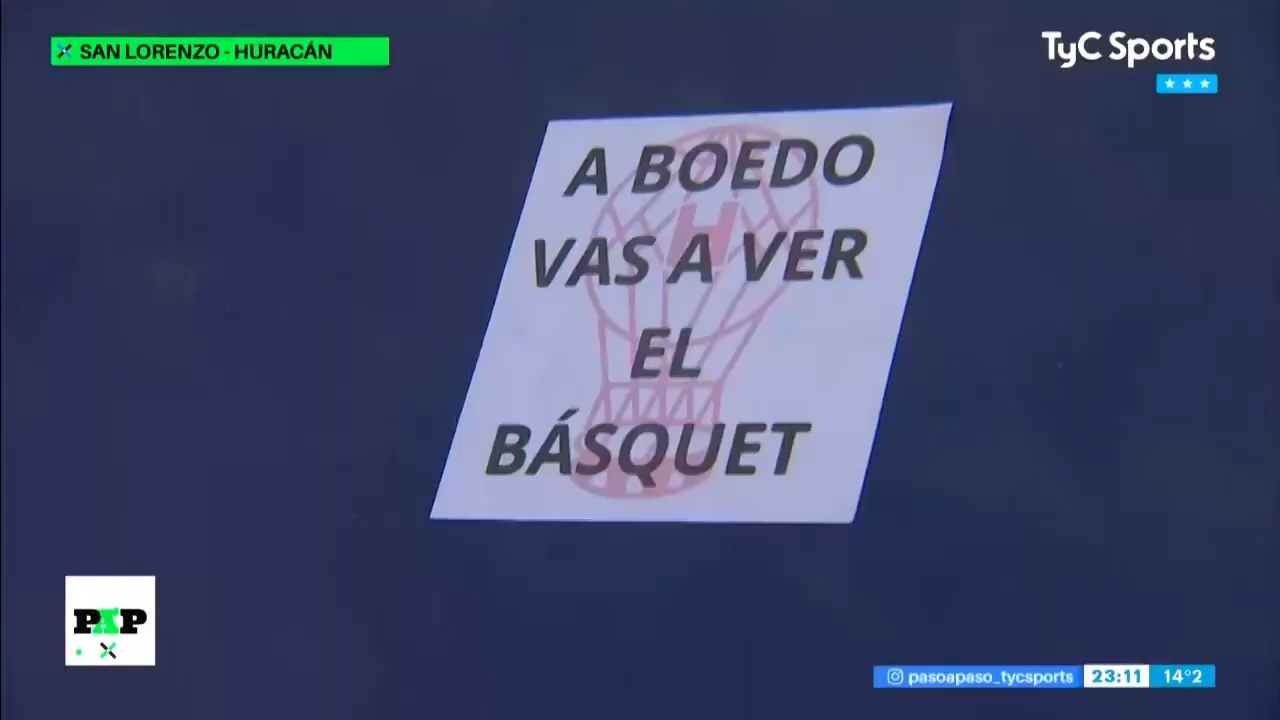 SAN LORENZO - HURACÁN
TyC Sports
A BOEDO
VAS A VER
EL
BÁSQUET
H
PAP
pasoapaso_tycsports
23:11
14°2